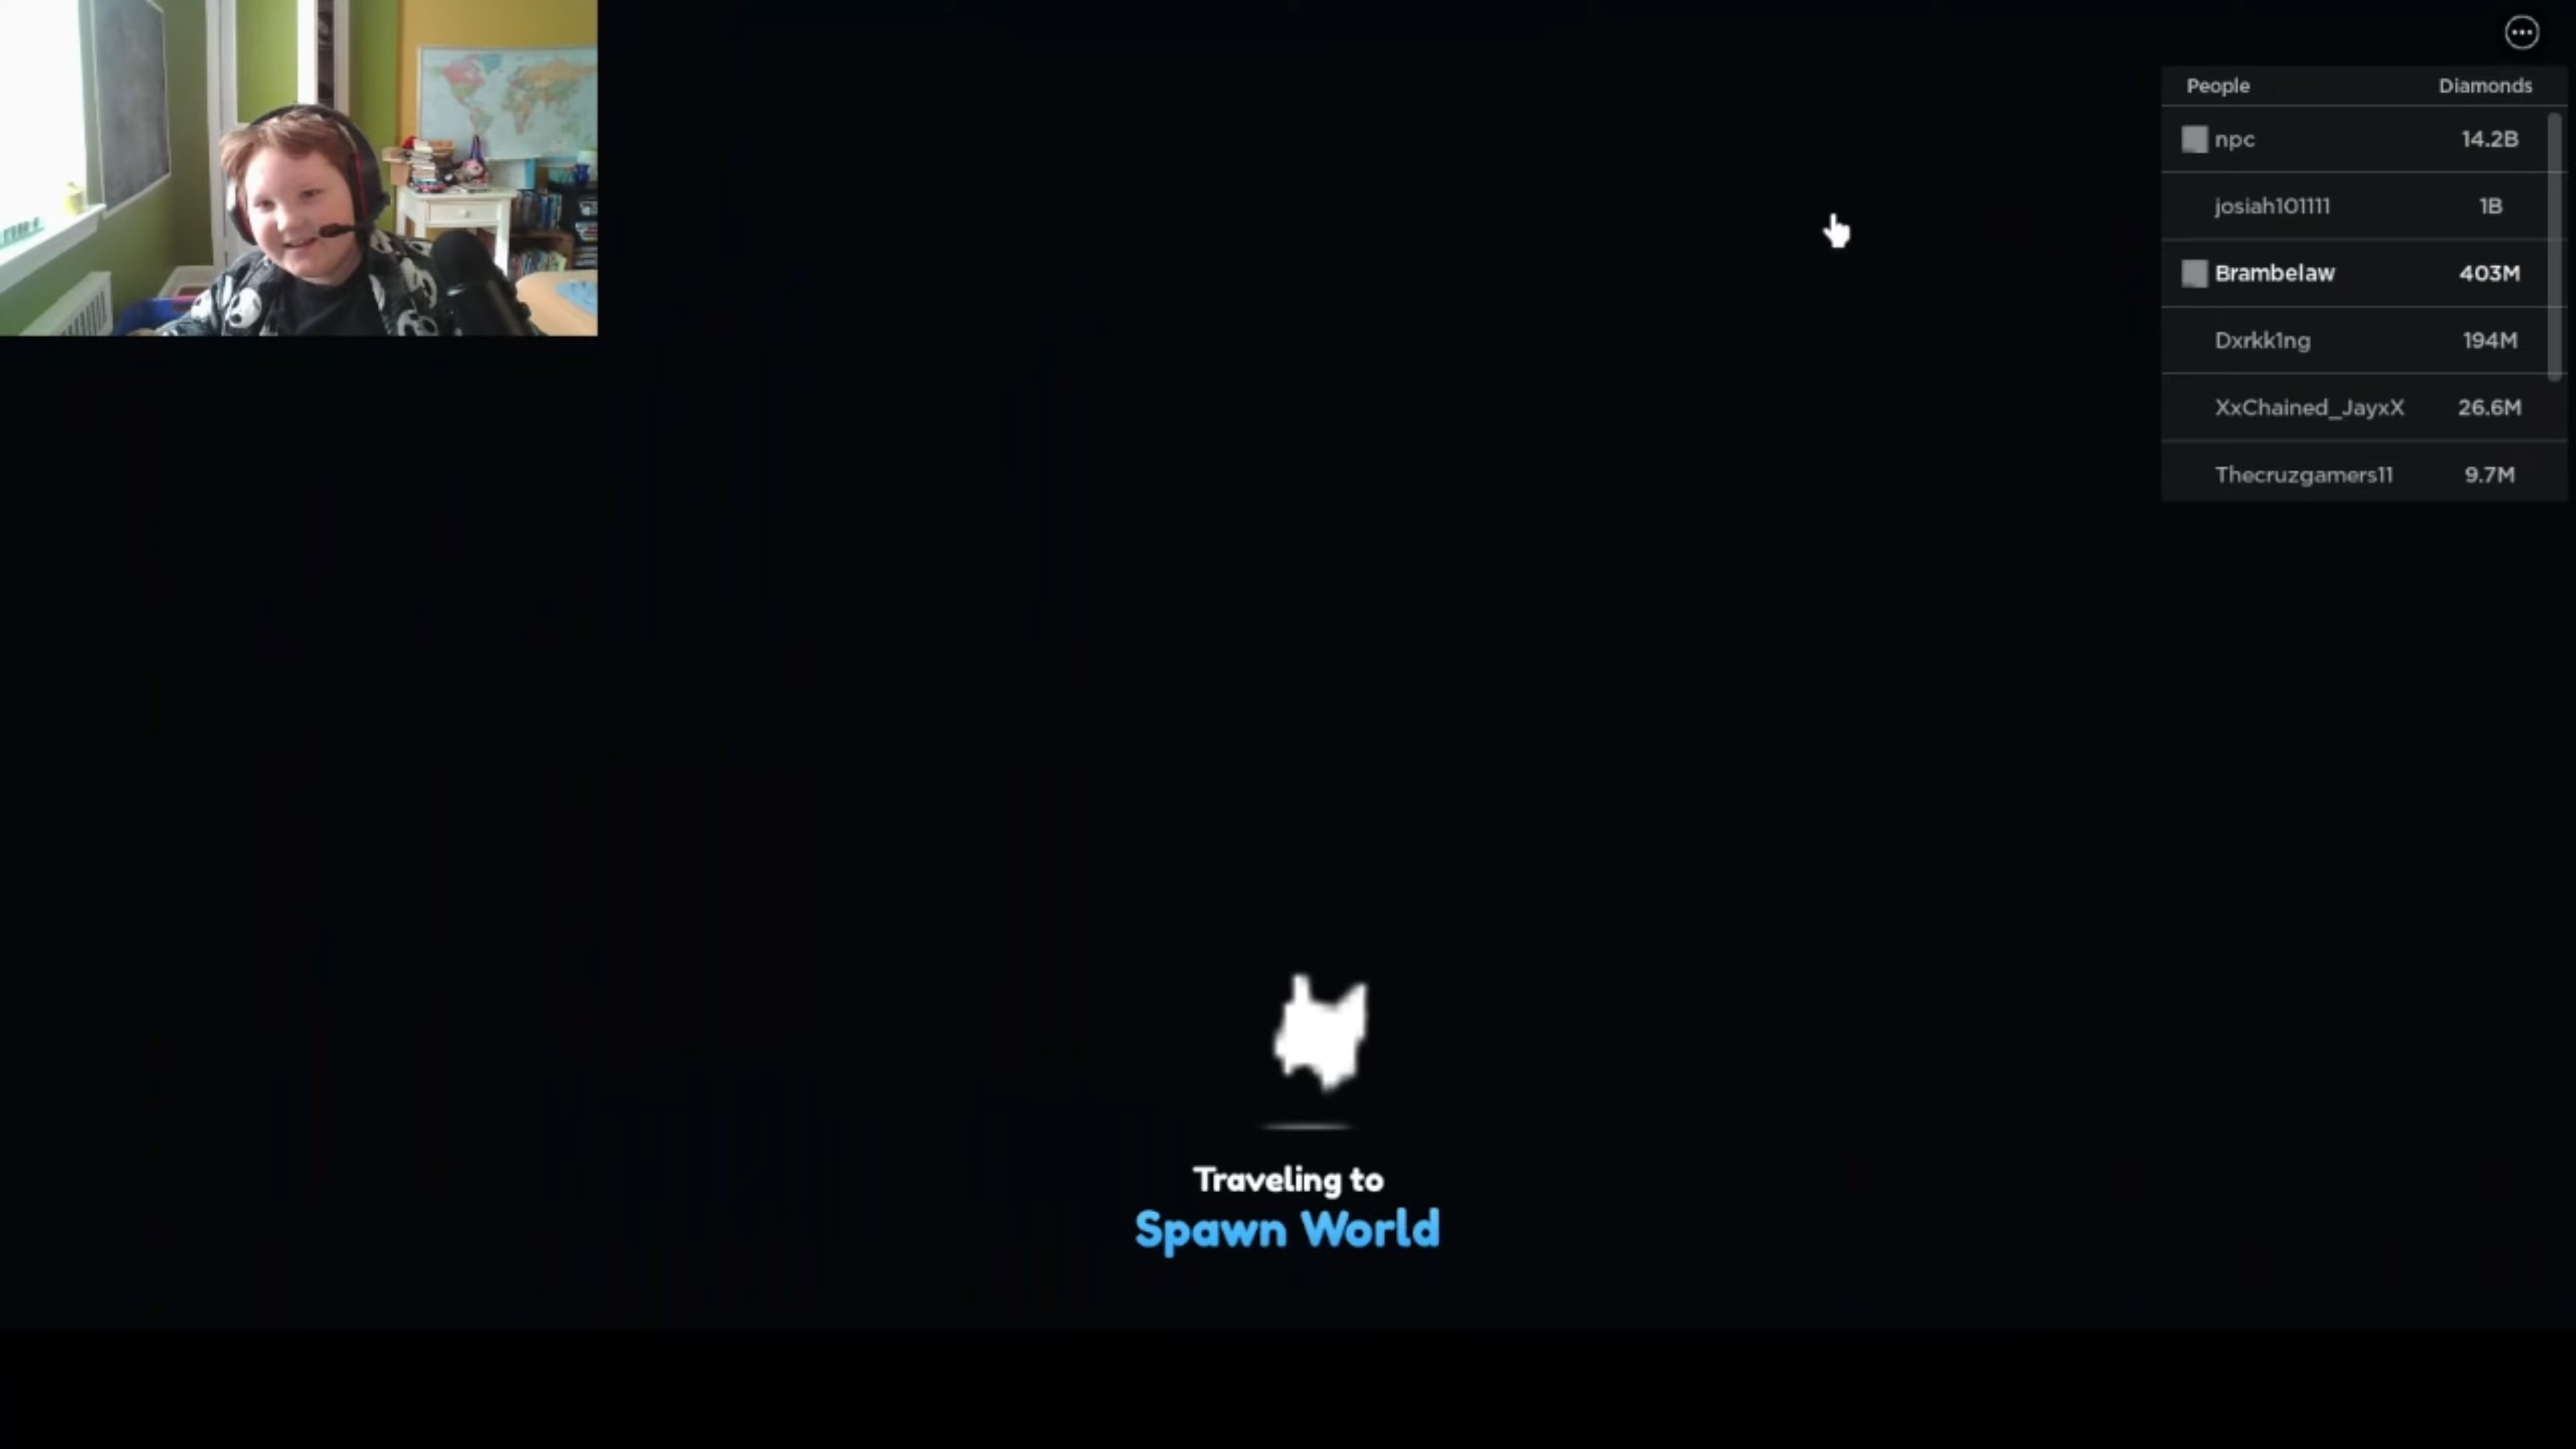 People Diamonds
npc 14.2B
josiah101111 1B
Brambelaw 403M
Dxrkk1ng 194M
XxChained_JayxX 26.6M
Thecruzgamers11 9.7M
Traveling to
Spawn World